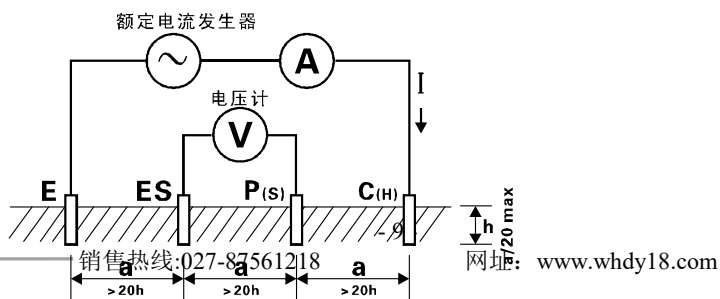 额定电流发生器
A
I
电压计
V
E ES P(S) C(H)
- 9 -
h
a/20 max
销售热线:027-87561218 网址：www.whdy18.com
a a a
>20h >20h >20h